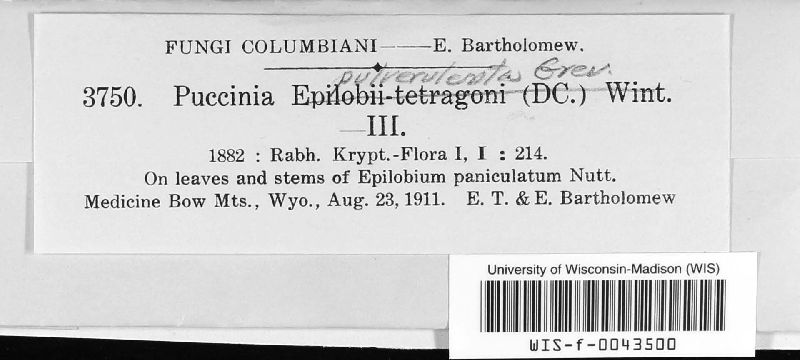 FUNGI COLUMBIANI——E. Bartholomew.
pulverulenta Grev.
3750. Puccinia Epilobii-tetragoni (DC.) Wint.
—III.
1882 : Rabh. Krypt.-Flora I, I : 214.
On leaves and stems of Epilobium paniculatum Nutt.
Medicine Bow Mts., Wyo., Aug. 23, 1911. E. T. & E. Bartholomew
University of Wisconsin-Madison (WIS)
WIS-f-0043500